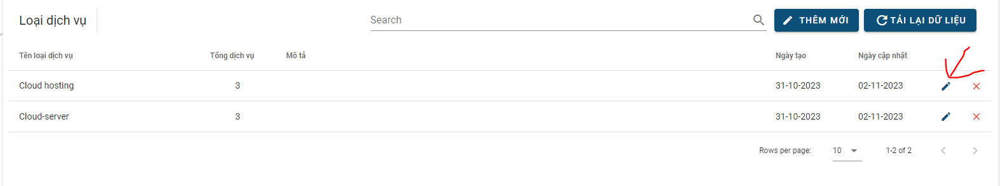 Loại dịch vụ
Search
THÊM MỚI
TẢI LẠI DỮ LIỆU
Tên loại dịch vụ Tổng dịch vụ Mô tả Ngày tạo Ngày cập nhật
Cloud hosting 3 31-10-2023 02-11-2023
Cloud-server 3 31-10-2023 02-11-2023
Rows per page: 10 1-2 of 2